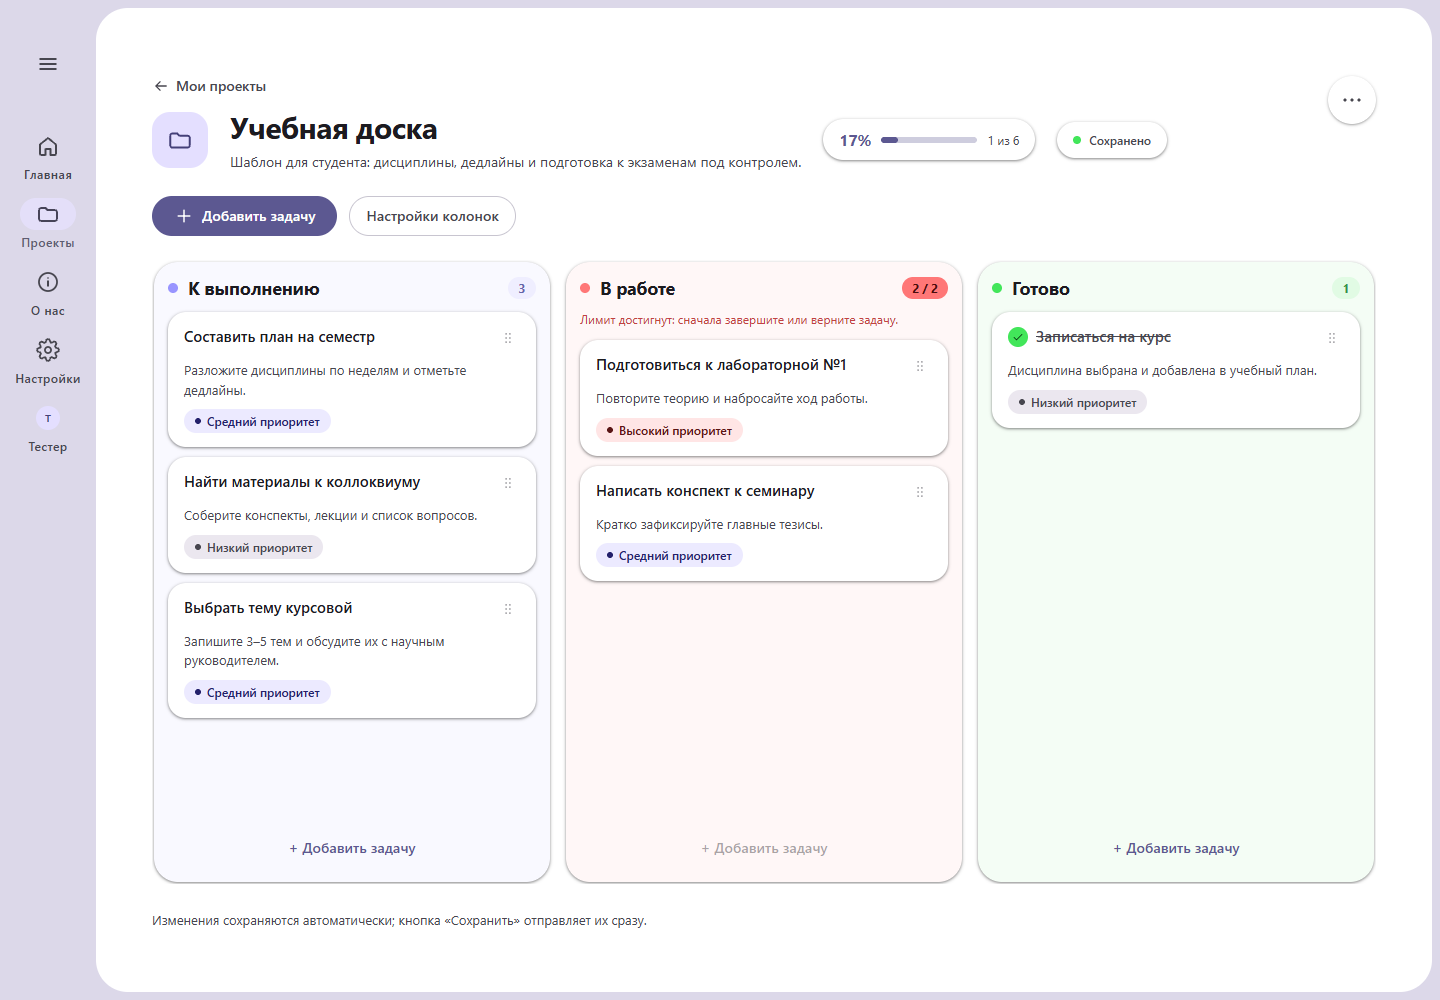 Главная
Проекты
О нас
Настройки
Т
Тестер
Мои проекты
Учебная доска
Шаблон для студента: дисциплины, дедлайны и подготовка к экзаменам под контролем.
17%
1 из 6
Сохранено
Добавить задачу
Настройки колонок
К выполнению
3
Составить план на семестр
Разложите дисциплины по неделям и отметьте
дедлайны.
Средний приоритет
Найти материалы к коллоквиуму
Соберите конспекты, лекции и список вопросов.
Низкий приоритет
Выбрать тему курсовой
Запишите 3–5 тем и обсудите их с научным
руководителем.
Средний приоритет
+ Добавить задачу
В работе
2 / 2
Лимит достигнут: сначала завершите или верните задачу.
Подготовиться к лабораторной №1
Повторите теорию и набросайте ход работы.
Высокий приоритет
Написать конспект к семинару
Кратко зафиксируйте главные тезисы.
Средний приоритет
+ Добавить задачу
Готово
1
Записаться на курс
Дисциплина выбрана и добавлена в учебный план.
Низкий приоритет
+ Добавить задачу
Изменения сохраняются автоматически; кнопка «Сохранить» отправляет их сразу.